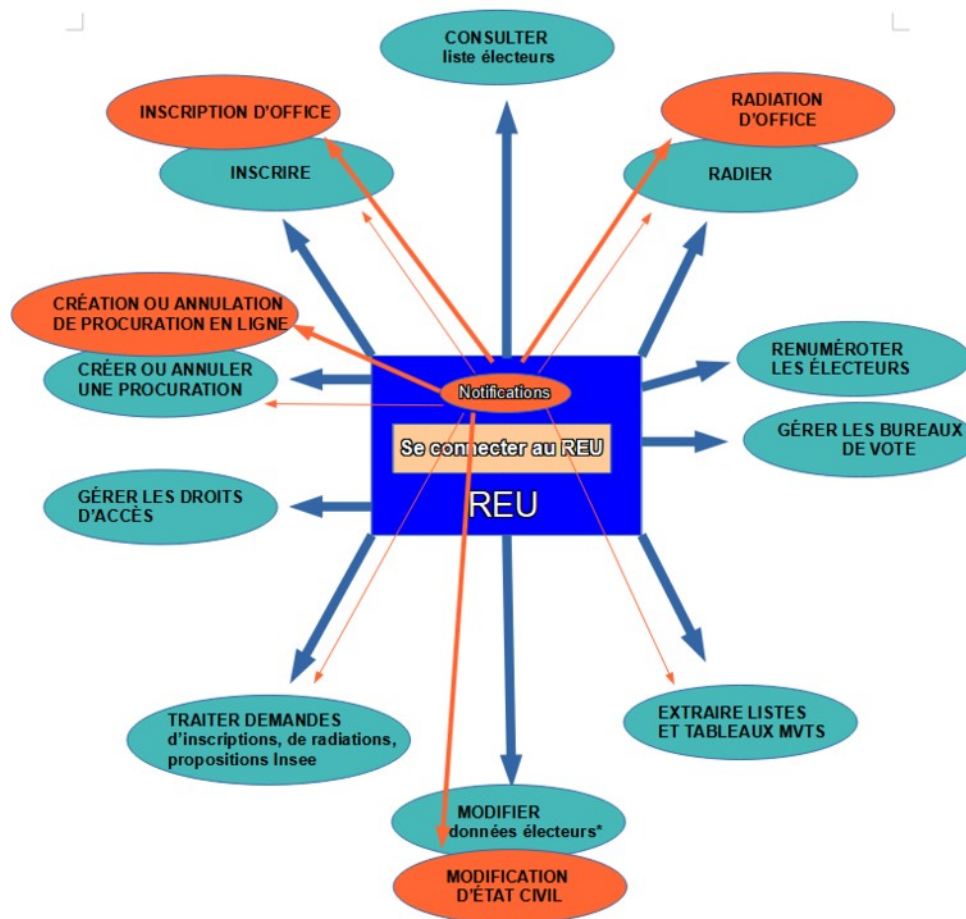 CONSULTER
liste électeurs
INSCRIPTION D'OFFICE
INSCRIRE
RADIATION
D'OFFICE
RADIER
CRÉATION OU ANNULATION
DE PROCURATION EN LIGNE
CRÉER OU ANNULER
UNE PROCURATION
RENUMÉROTER
LES ÉLECTEURS
Notifications
Se connecter au REU
REU
GÉRER LES BUREAUX
DE VOTE
GÉRER LES DROITS
D'ACCÈS
TRAITER DEMANDES
d'inscriptions, de radiations,
propositions Insee
EXTRAIRE LISTES
ET TABLEAUX MVTS
MODIFIER
données électeurs*
MODIFICATION
D'ÉTAT CIVIL